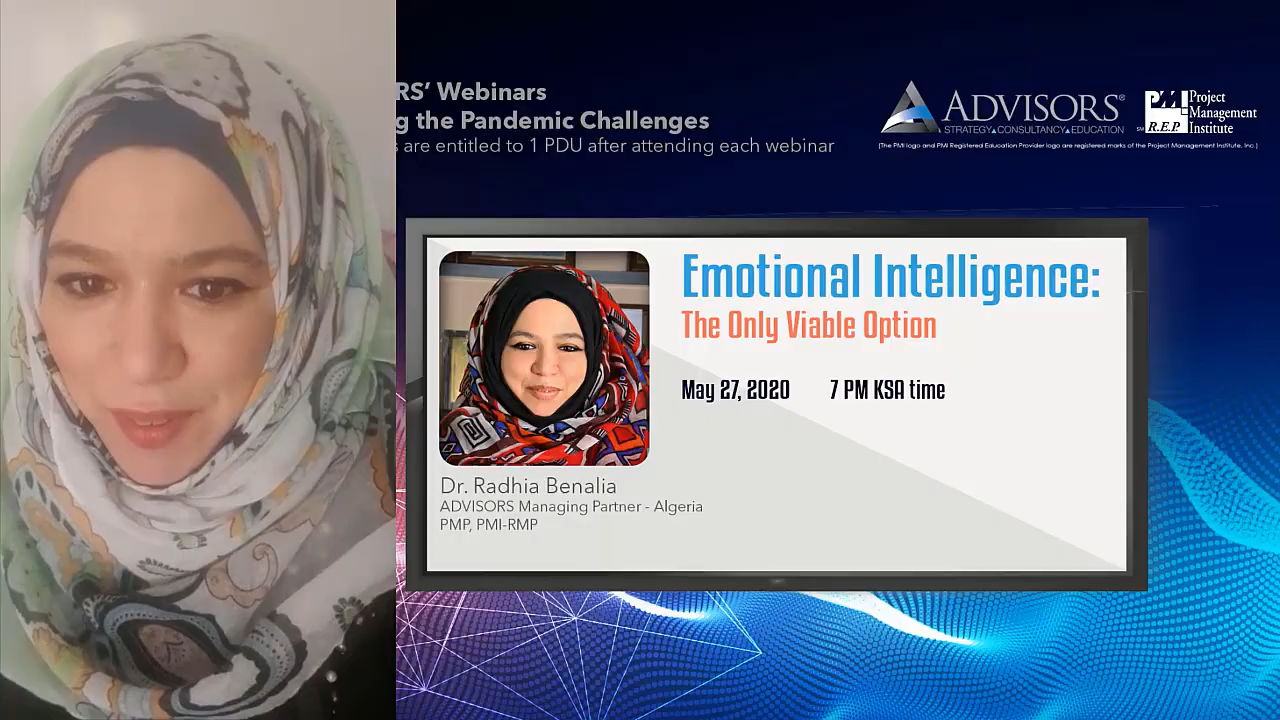 RS’ Webinars
g the Pandemic Challenges
s are entitled to 1 PDU after attending each webinar
ADVISORS®
STRATEGY▲CONSULTANCY▲EDUCATION
SM
PMI
R.E.P.
Project
Management
Institute
(The PMI logo and PMI Registered Education Provider logo are registered marks of the Project Management Institute, Inc.)
Emotional Intelligence:
The Only Viable Option
May 27, 2020 7 PM KSA time
Dr. Radhia Benalia
ADVISORS Managing Partner - Algeria
PMP, PMI-RMP